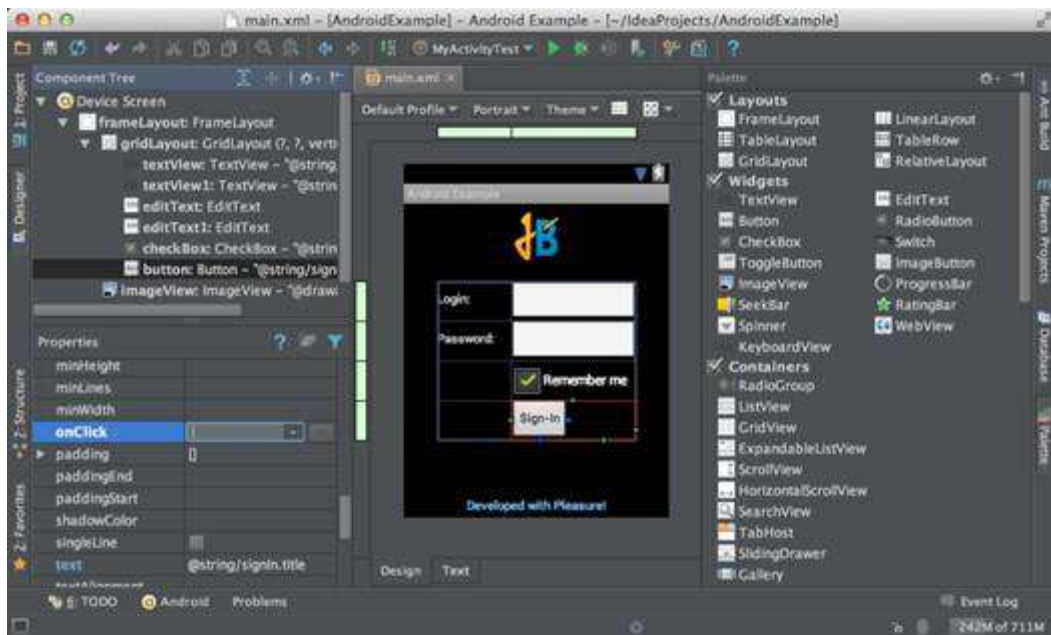 main.xml – [AndroidExample] – Android Example – [~/IdeaProjects/AndroidExample]
MyActivityTest
Component Tree
Device Screen
frameLayout: FrameLayout
gridLayout: GridLayout (?, ?, verti
textView: TextView – "@string
textView1: TextView – "@strin
editText: EditText
editText1: EditText
checkBox: CheckBox – "@strin
button: Button – "@string/sign
imageView: ImageView – "@draw
Properties
minHeight
minLines
minWidth
onClick
padding []
paddingEnd
paddingStart
shadowColor
singleLine
text @string/signIn.title
1: Project
Designer
Z: Structure
2: Favorites
main.xml
Default Profile Portrait Theme
Android Example
Login:
Password:
Remember me
Sign-In
Developed with Pleasure!
Design Text
Palette
Layouts
FrameLayout LinearLayout
TableLayout TableRow
GridLayout RelativeLayout
Widgets
TextView EditText
Button RadioButton
CheckBox Switch
ToggleButton ImageButton
ImageView ProgressBar
SeekBar RatingBar
Spinner WebView
KeyboardView
Containers
RadioGroup
ListView
GridView
ExpandableListView
ScrollView
HorizontalScrollView
SearchView
TabHost
SlidingDrawer
Gallery
Ant Build
Maven Projects
Database
Palette
6: TODO Android Problems
Event Log
242M of 711M